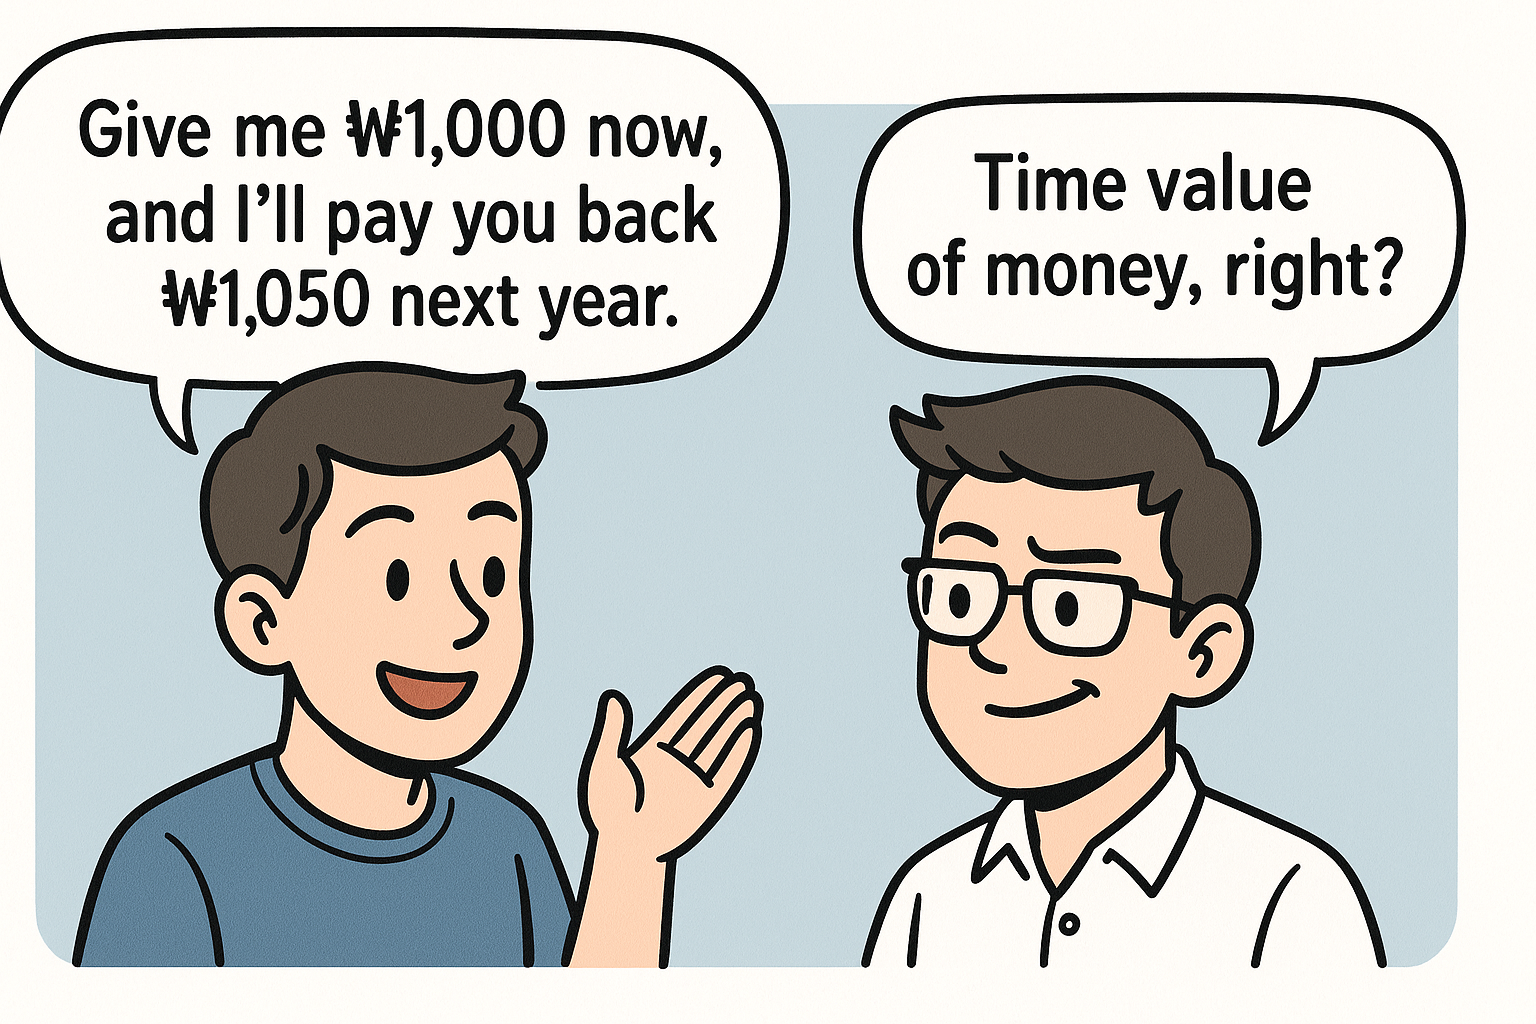 Give me ₩1,000 now,
and I’ll pay you back
₩1,050 next year.
Time value
of money, right?